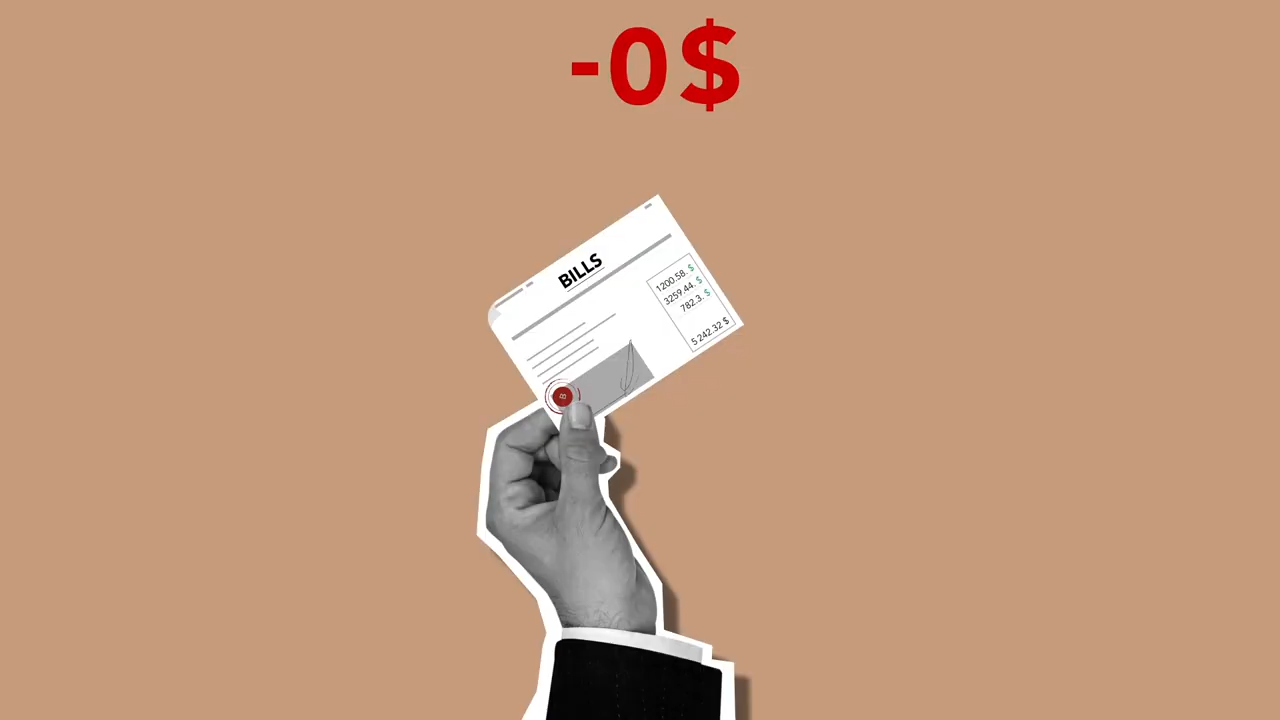 -0$
BILLS
1200.58. $
3259.44. $
782.3. $
5 242.32 $
B